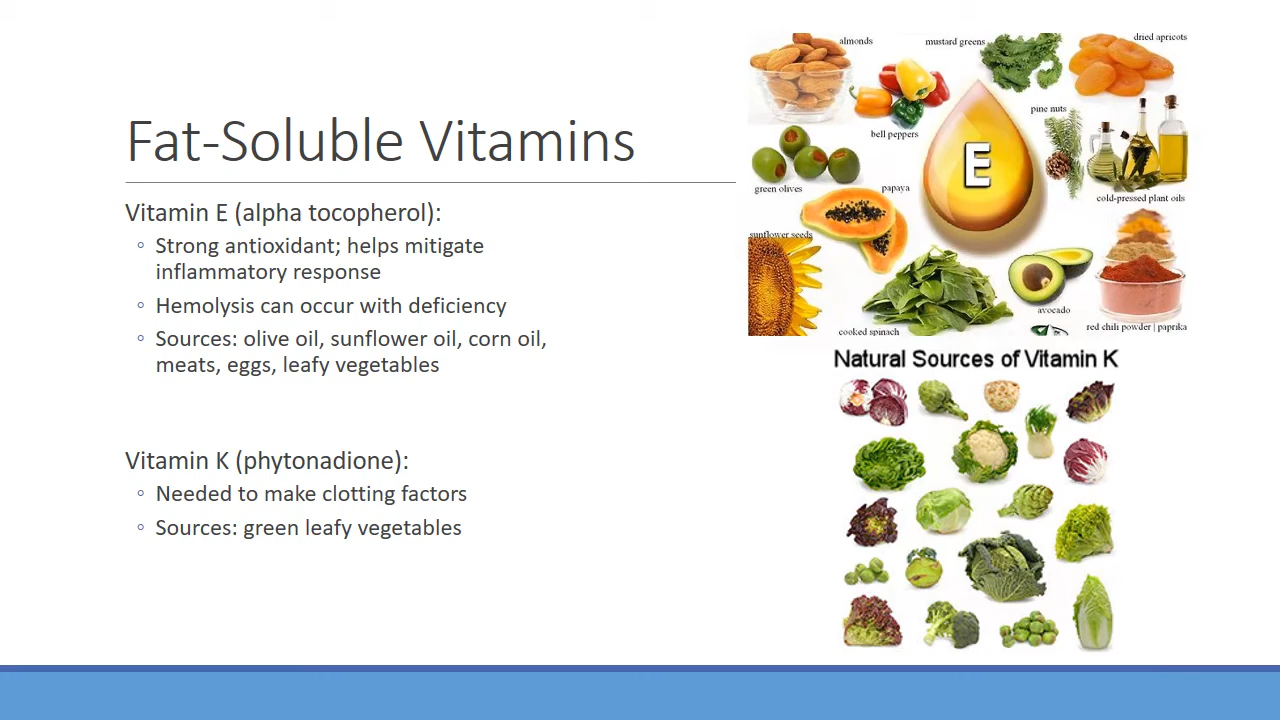 Fat-Soluble Vitamins
Vitamin E (alpha tocopherol):
◦ Strong antioxidant; helps mitigate
inflammatory response
◦ Hemolysis can occur with deficiency
◦ Sources: olive oil, sunflower oil, corn oil,
meats, eggs, leafy vegetables
Vitamin K (phytonadione):
◦ Needed to make clotting factors
◦ Sources: green leafy vegetables
almonds
mustard greens
dried apricots
bell peppers
pine nuts
E
green olives
papaya
cold-pressed plant oils
sunflower seeds
avocado
cooked spinach
red chili powder | paprika
Natural Sources of Vitamin K